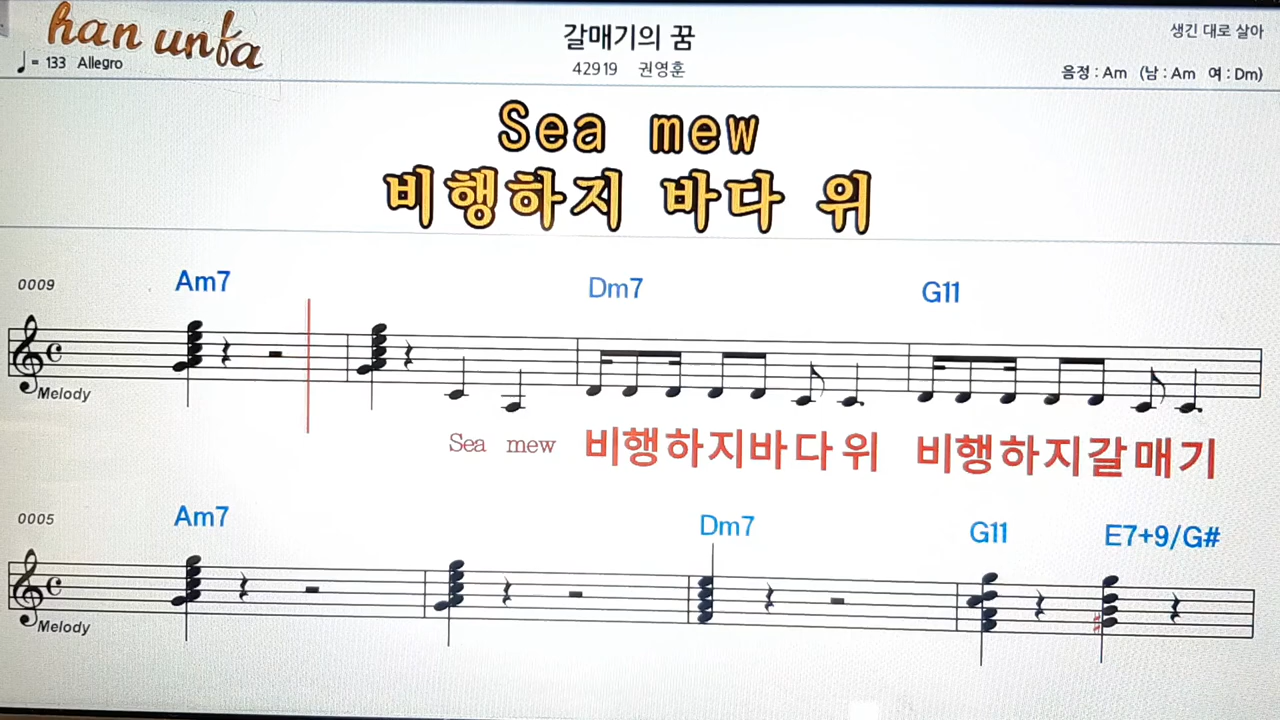 han unfa
♩= 133 Allegro
갈매기의 꿈
42919 권영훈
생긴 대로 살아
음정 : Am (남 : Am 여 : Dm)
Sea mew
비행하지 바다 위
0009
Am7 Dm7 G11
Melody
Sea mew 비행하지바다위 비행하지갈매기
0005
Am7 Dm7 G11 E7+9/G#
Melody